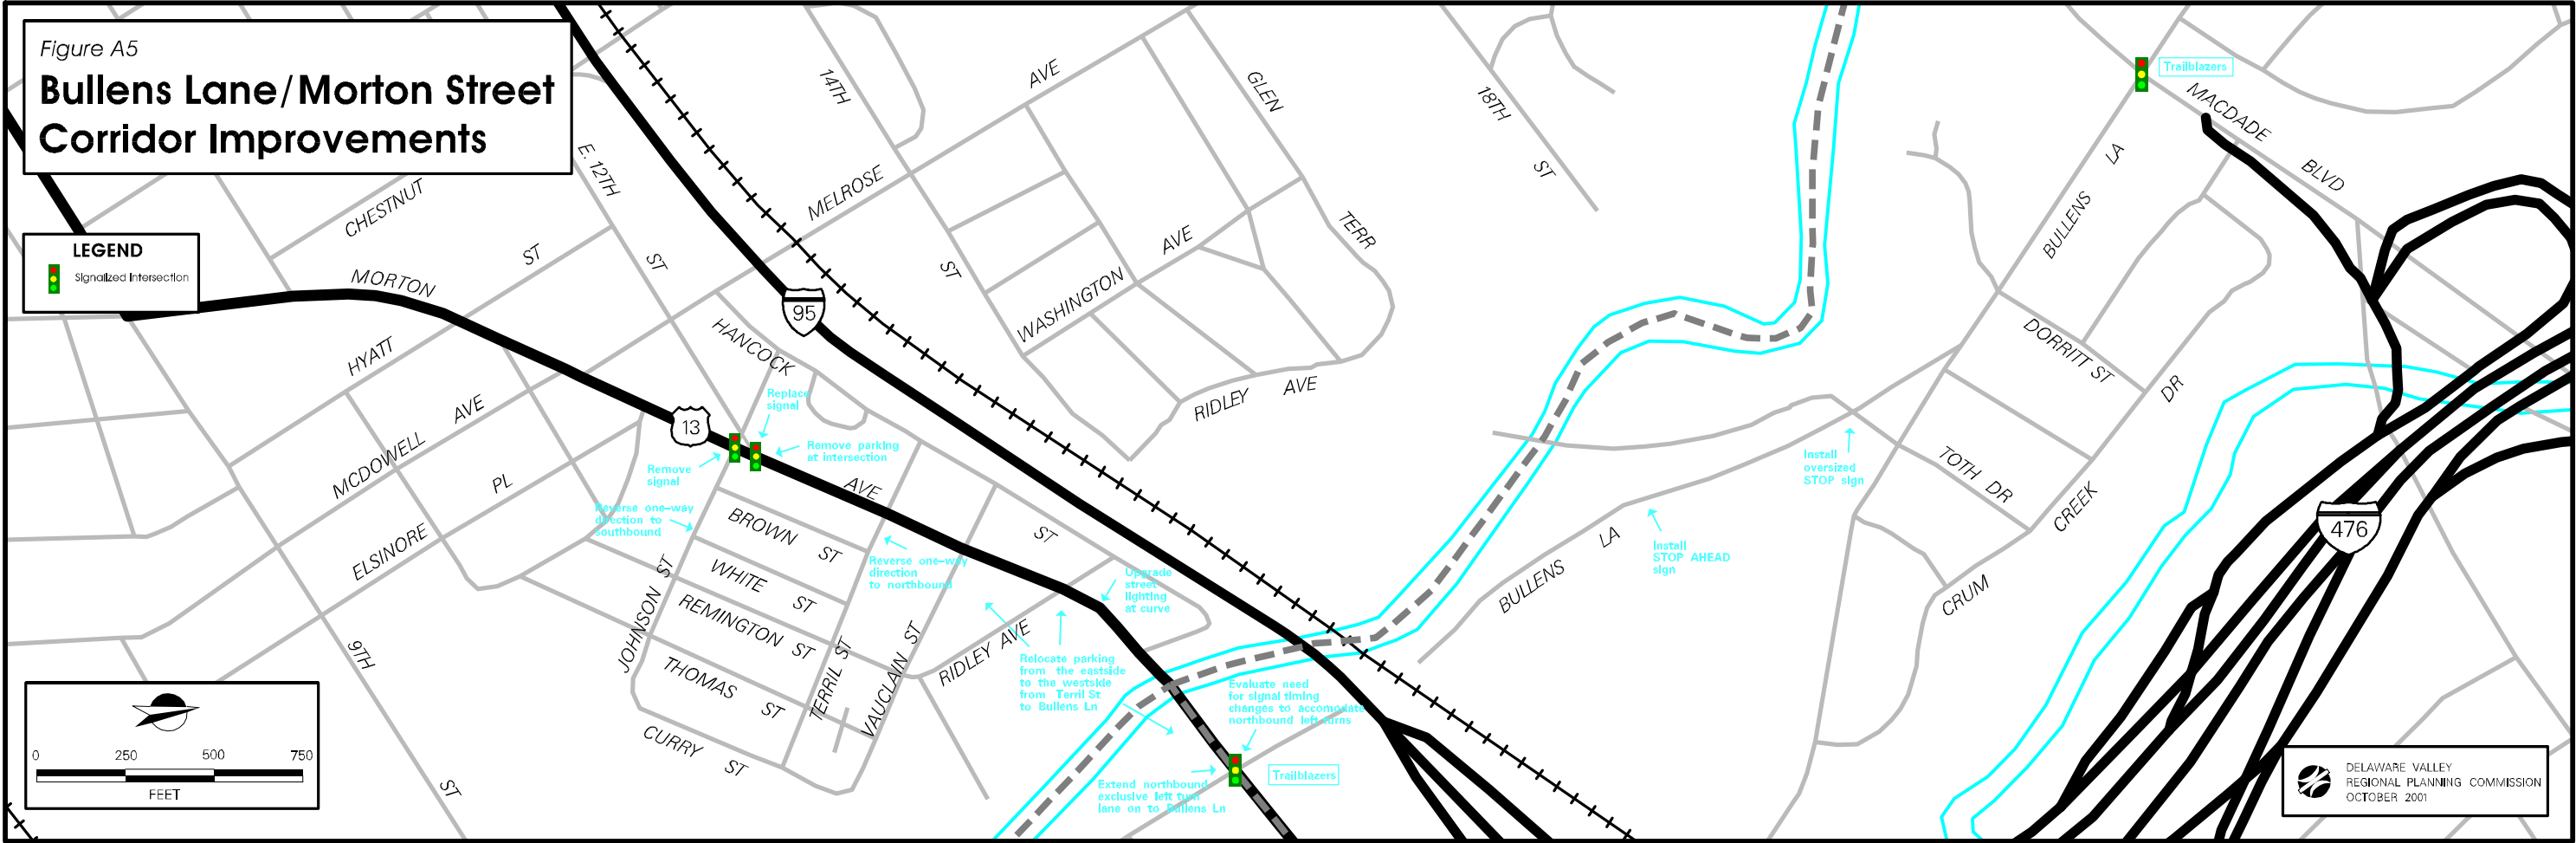 Figure A5
Bullens Lane/Morton Street
Corridor Improvements
LEGEND
Signalized Intersection
CHESTNUT
ST
MORTON
AVE
HYATT
ST
MCDOWELL
AVE
ELSINORE
PL
9TH
ST
E. 12TH
ST
14TH
ST
MELROSE
AVE
GLEN
TERR
WASHINGTON
AVE
RIDLEY
AVE
18TH
ST
HANCOCK
ST
95
13
Replace
signal
Remove parking
at intersection
Remove
signal
Reverse one-way
direction to
southbound
BROWN
ST
WHITE
ST
REMINGTON
ST
THOMAS
ST
CURRY
ST
JOHNSON
ST
TERRIL
ST
VAUCLAIN
ST
RIDLEY
AVE
Reverse one-way
direction
to northbound
Upgrade
street
lighting
at curve
Relocate parking
from the eastside
to the westside
from Terril St
to Bullens Ln
Evaluate need
for signal timing
changes to accomodate
northbound left turns
Extend northbound
exclusive left turn
lane on to Bullens Ln
Trailblazers
BULLENS
LA
Install
STOP AHEAD
sign
Install
oversized
STOP sign
Trailblazers
MACDADE
BLVD
BULLENS
LA
DORRITT ST
TOTH DR
CRUM
CREEK
DR
476
0
250
500
750
FEET
DELAWARE VALLEY
REGIONAL PLANNING COMMISSION
OCTOBER 2001